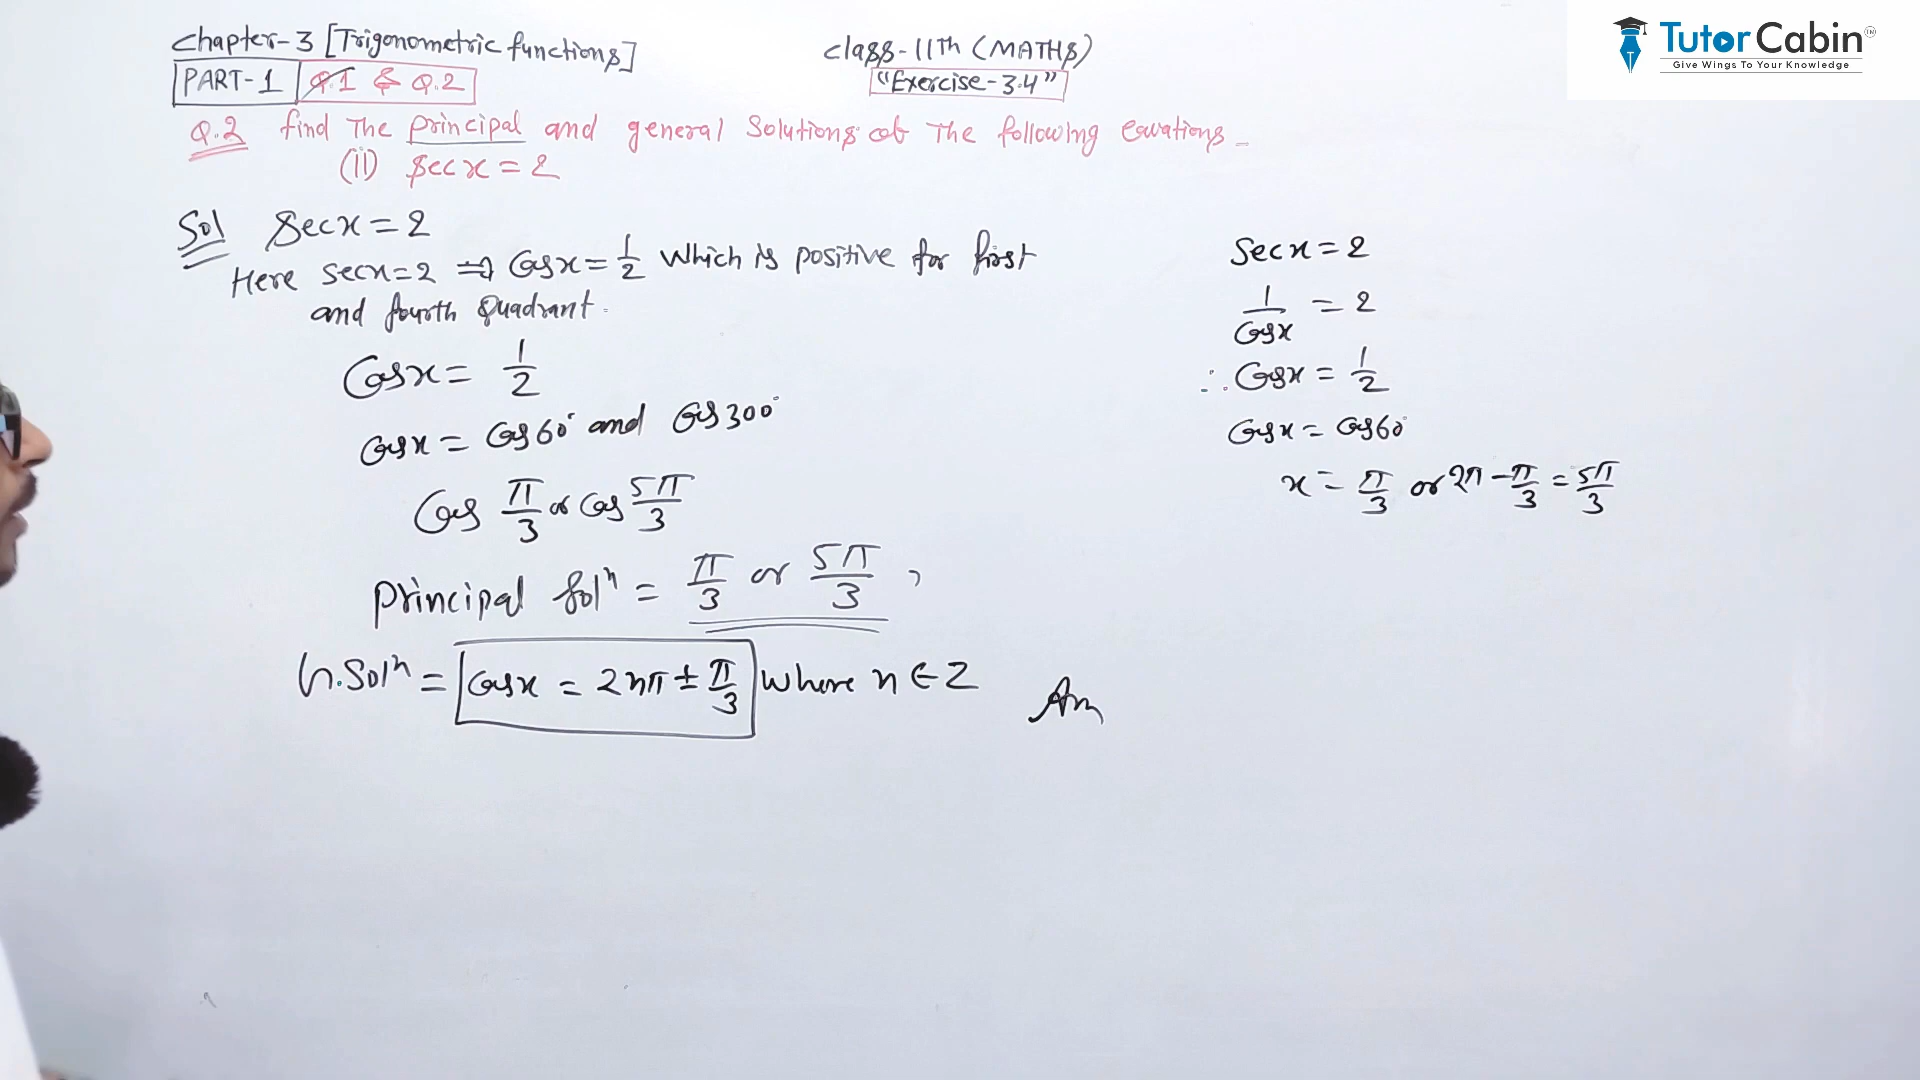 Chapter-3 [Trigonometric functions] Class-11Th (MATHS)
PART-1 Q.1 & Q.2 "Exercise-3.4"
TutorCabin TM
Give Wings To Your Knowledge
Q.2 find The principal and general Solutions of The following equations -
(ii) sec x = 2
Sol Sec x = 2
Here sec x = 2 ⇒ Cos x = 1/2 which is positive for first
and fourth Quadrant.
Cos x = 1/2
Cos x = Cos 60° and Cos 300°
Cos π/3 or Cos 5π/3
Principal Solⁿ = π/3 or 5π/3 ,
G.Solⁿ = Cos x = 2nπ ± π/3 where n ∈ Z Ans
Sec x = 2
1/Cos x = 2
∴ Cos x = 1/2
Cos x = Cos 60°
x = π/3 or 2π - π/3 = 5π/3